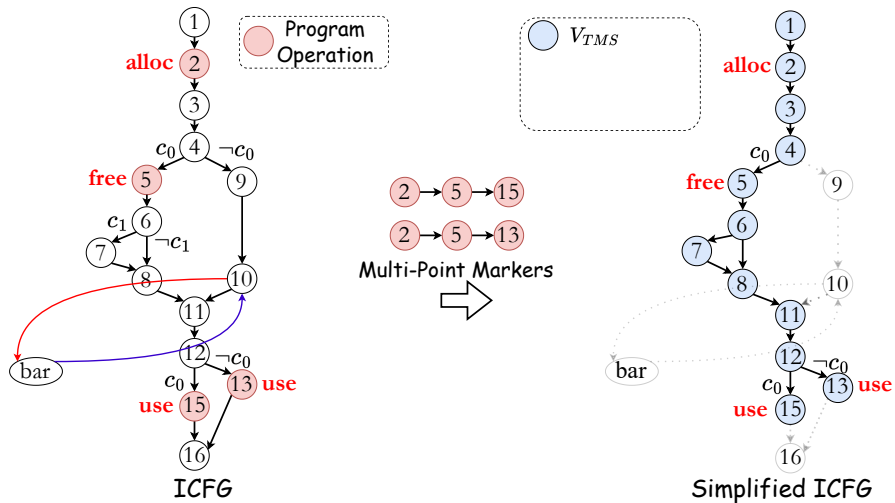 1
alloc 2
3
c₀ 4 ¬c₀
free 5 9
c₁ 6 ¬c₁
7
8 10
11
bar 12 ¬c₀
c₀ 13 use
use 15
16
ICFG
Program
Operation
2 5 15
2 5 13
Multi-Point Markers
V_TMS
1
alloc 2
3
c₀ 4
free 5 9
6
7
8 10
11
bar 12 ¬c₀
c₀ 13 use
use 15
16
Simplified ICFG